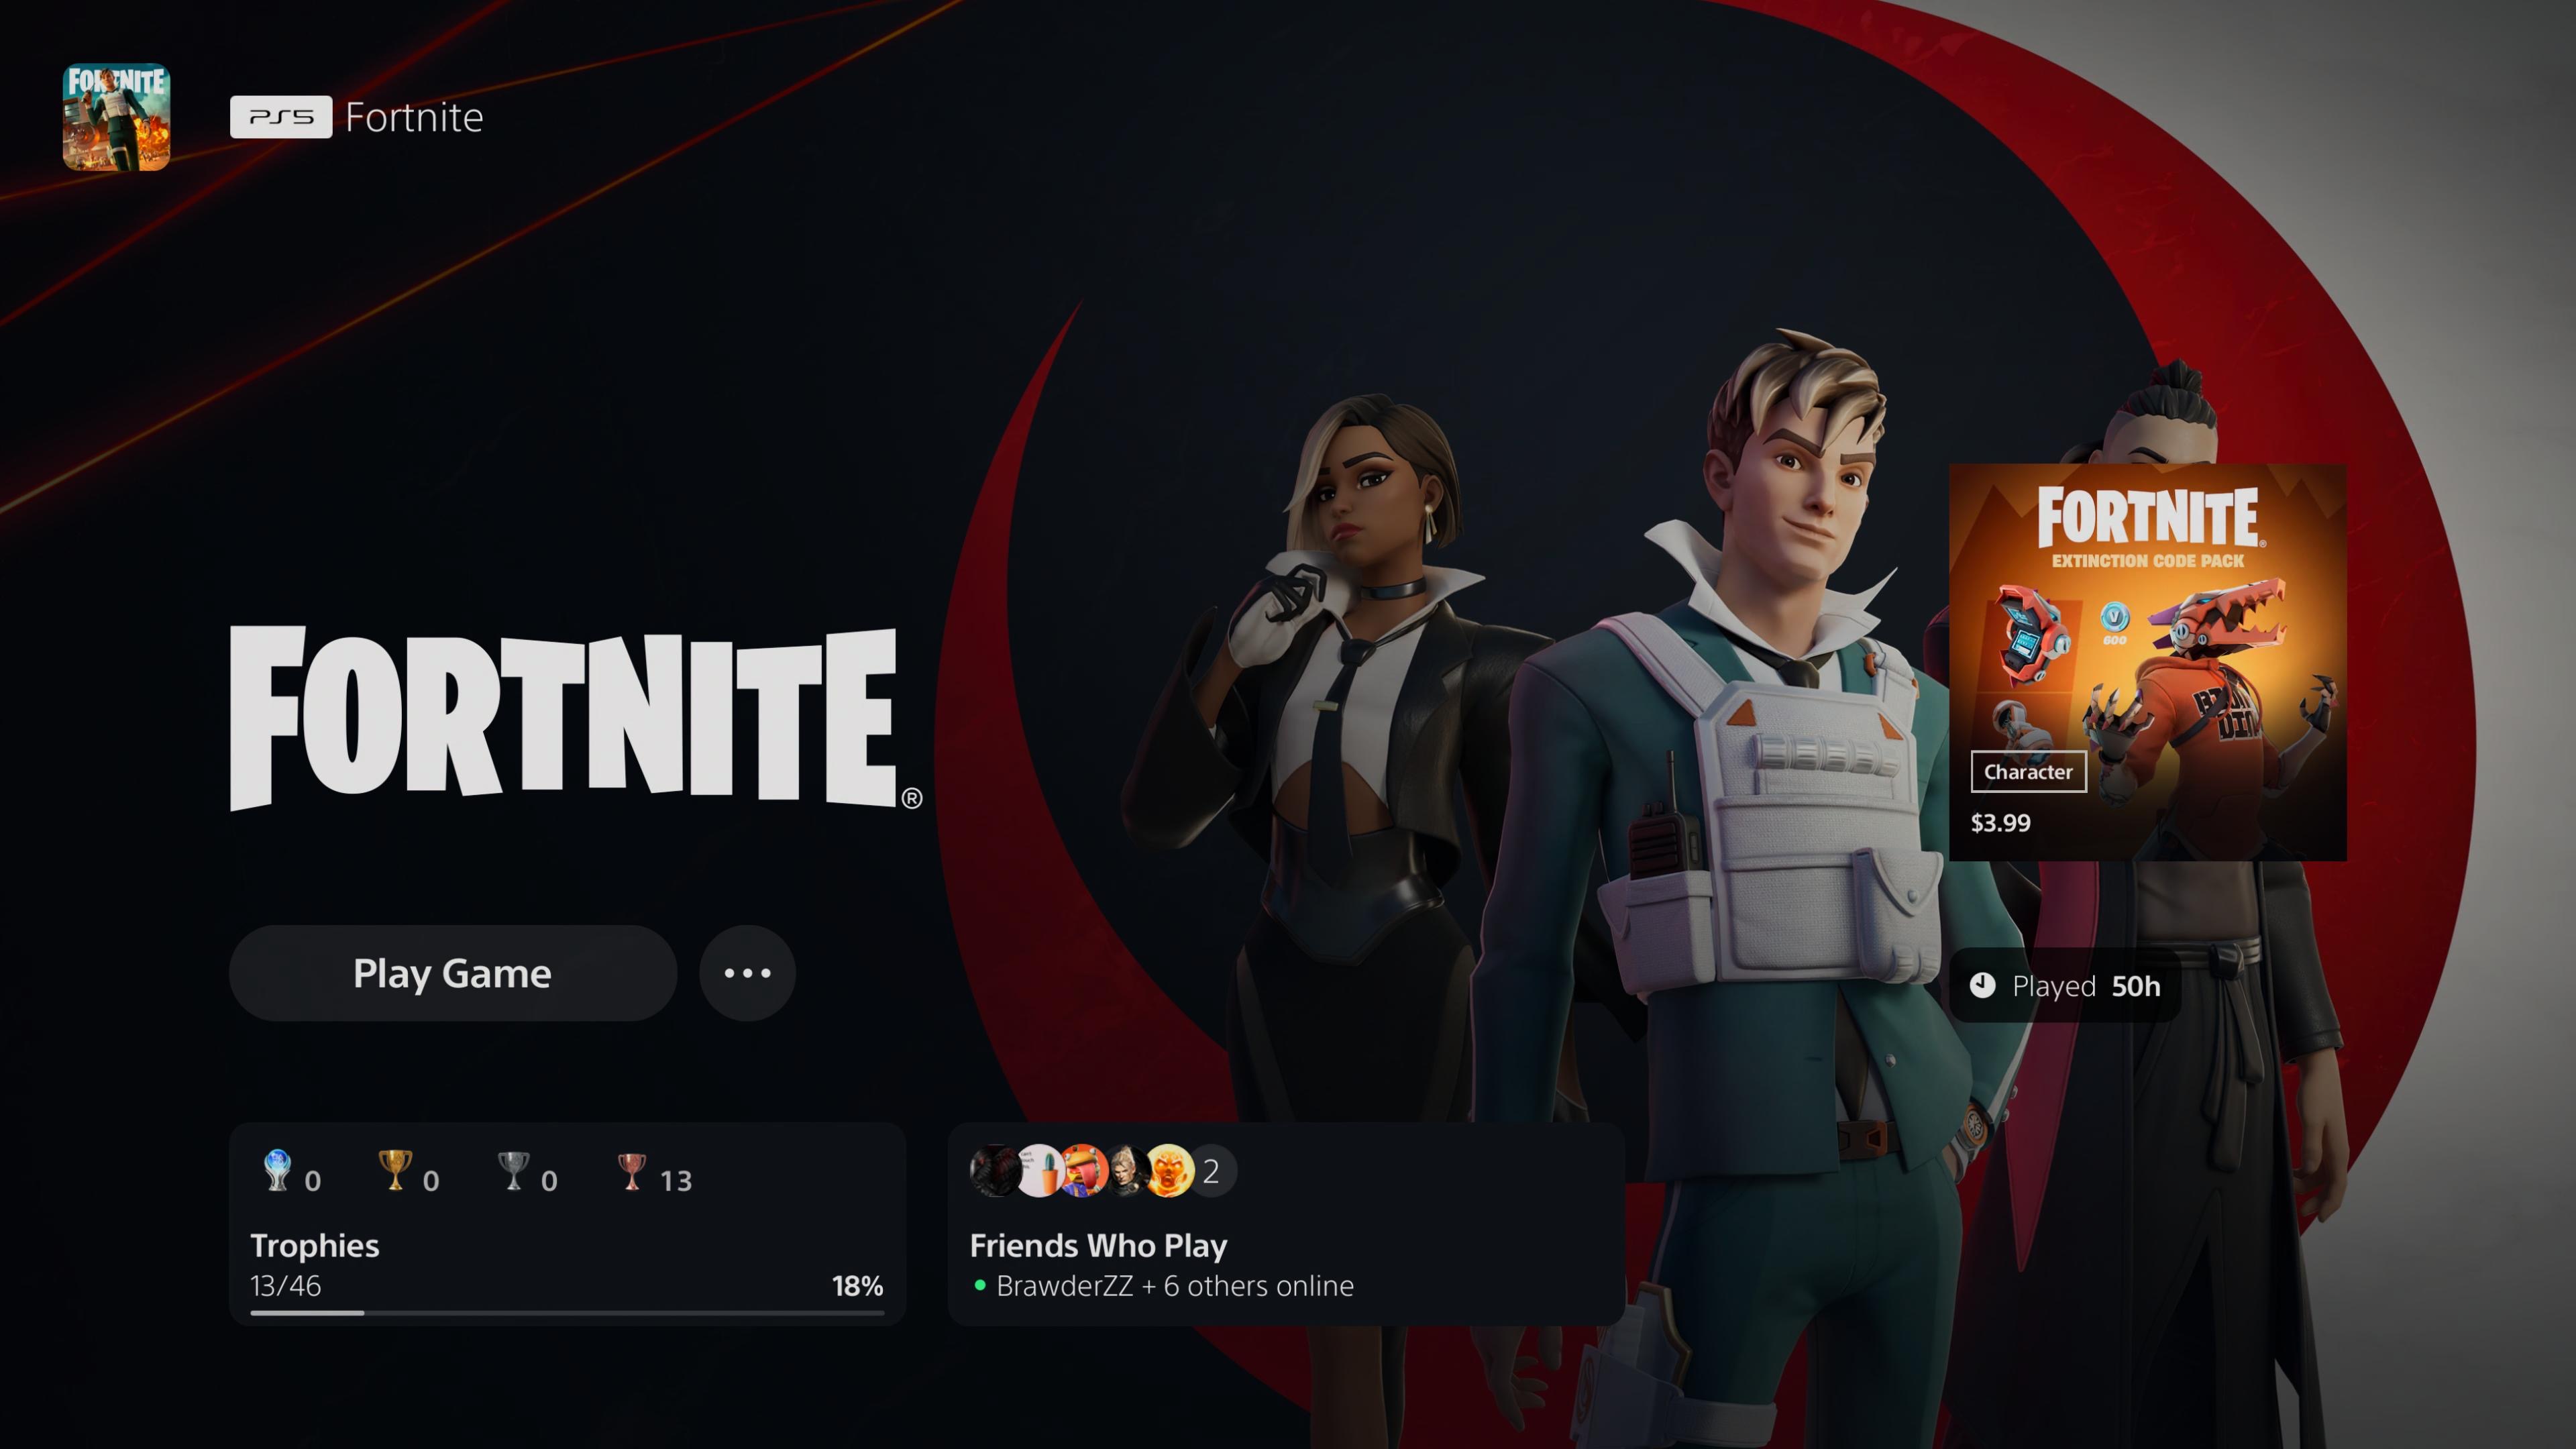 FORTNITE
PS5 Fortnite
FORTNITE®
EXTINCTION CODE PACK
600
Character
$3.99
FORTNITE®
Play Game
Played 50h
0 0 0 13
Trophies
13/46 18%
2
Friends Who Play
BrawderZZ + 6 others online